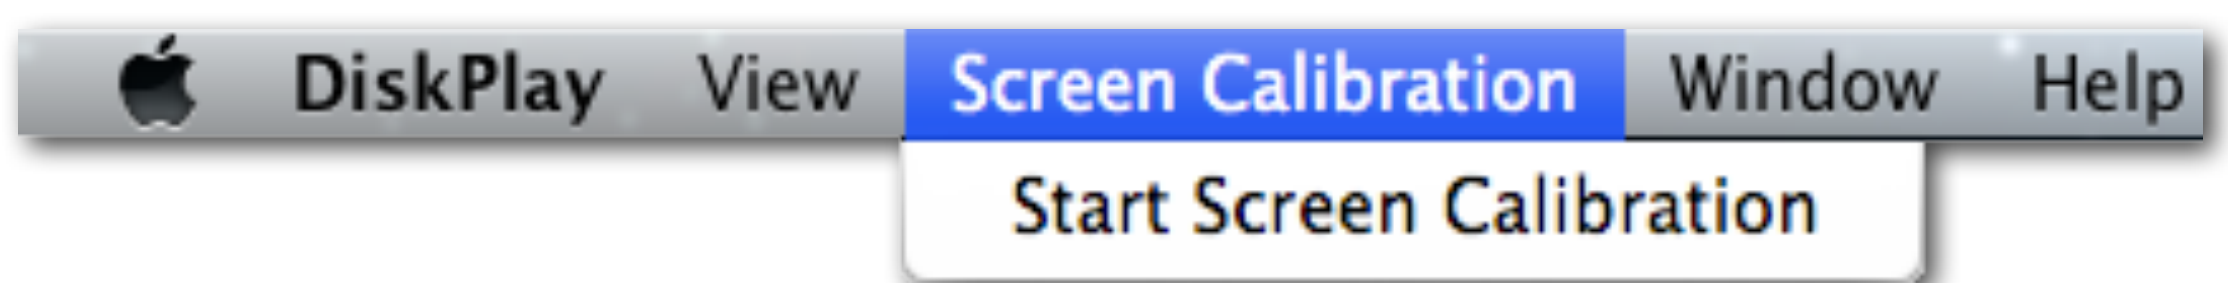 DiskPlay View Screen Calibration Window Help
Start Screen Calibration